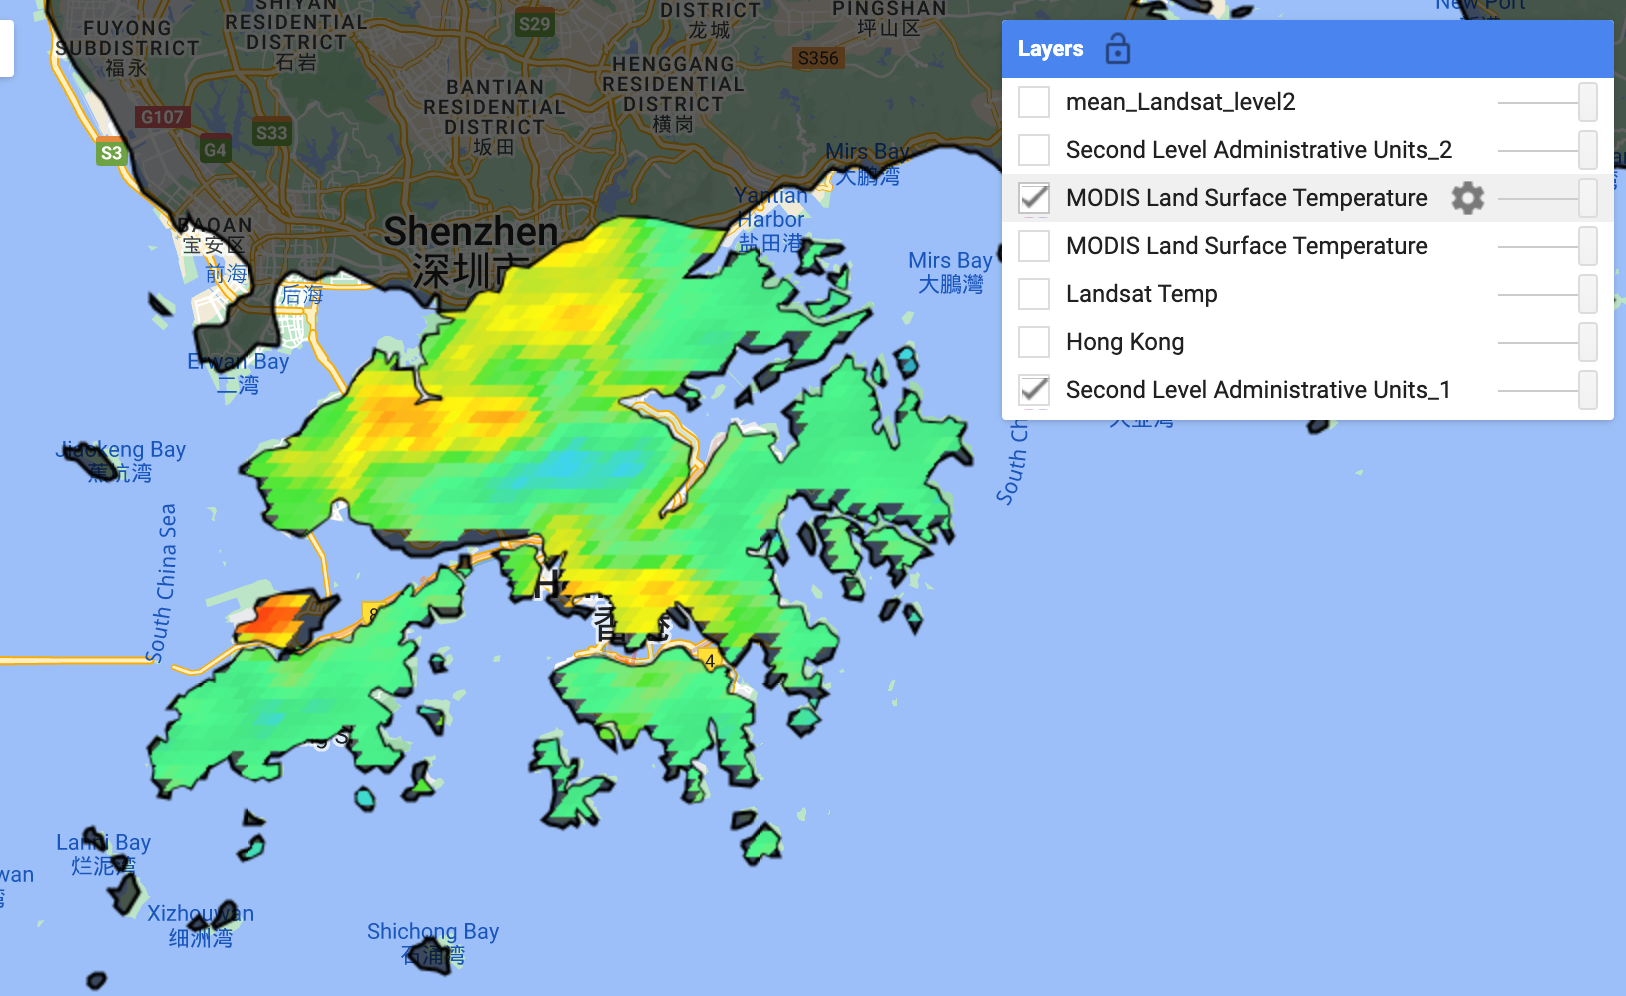 SHIYAN
RESIDENTIAL
DISTRICT
石岩
FUYONG
SUBDISTRICT
福永
S29
DISTRICT
龙城
PINGSHAN
坪山区
New Port
S356
HENGGANG
RESIDENTIAL
DISTRICT
横岗
BANTIAN
RESIDENTIAL
DISTRICT
坂田
G107
S33
G4
S3
Layers
mean_Landsat_level2
Second Level Administrative Units_2
MODIS Land Surface Temperature
MODIS Land Surface Temperature
Landsat Temp
Hong Kong
Second Level Administrative Units_1
Mirs Bay
大鹏湾
Yantian
Harbor
盐田港
BAOAN
宝安区
前海
后海
Shenzhen
深圳市
Mirs Bay
大鵬灣
Erwan Bay
二湾
Jiaokeng Bay
蕉坑湾
South China Sea
South Ch
8
H
4
Lanni Bay
烂泥湾
wan
Xizhouwan
细洲湾
Shichong Bay
石涌湾